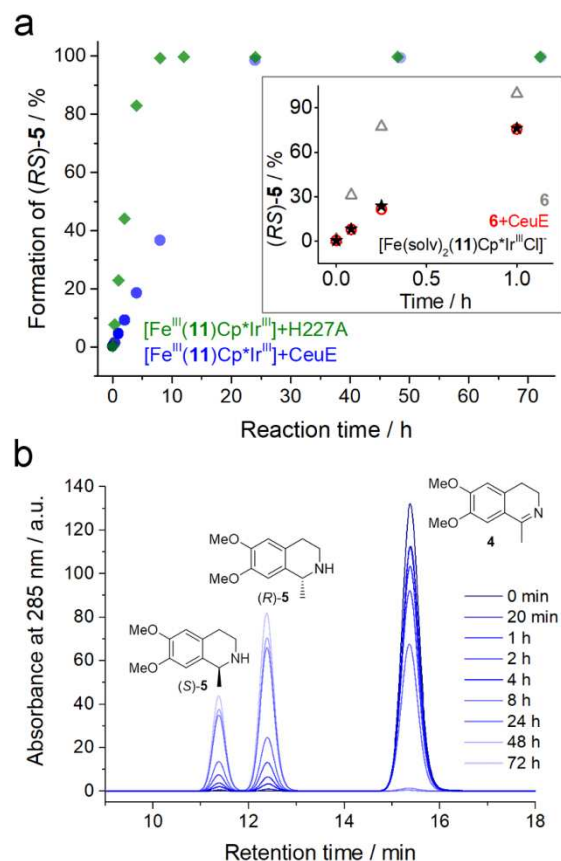 a
Formation of (RS)-5 / %
100
80
60
40
20
0
(RS)-5 / %
90
60
30
0
6
6+CeuE
[Fe(solv)₂(11)Cp*IrᴵᴵᴵCl]⁻
0.0 0.5 1.0
Time / h
[Feᴵᴵᴵ(11)Cp*Irᴵᴵᴵ]+H227A
[Feᴵᴵᴵ(11)Cp*Irᴵᴵᴵ]+CeuE
0 10 20 30 40 50 60 70
Reaction time / h
b
Absorbance at 285 nm / a.u.
140
120
100
80
60
40
20
0
MeO
MeO
N
4
MeO
MeO
NH
(R)-5
MeO
MeO
NH
(S)-5
0 min
20 min
1 h
2 h
4 h
8 h
24 h
48 h
72 h
10 12 14 16 18
Retention time / min